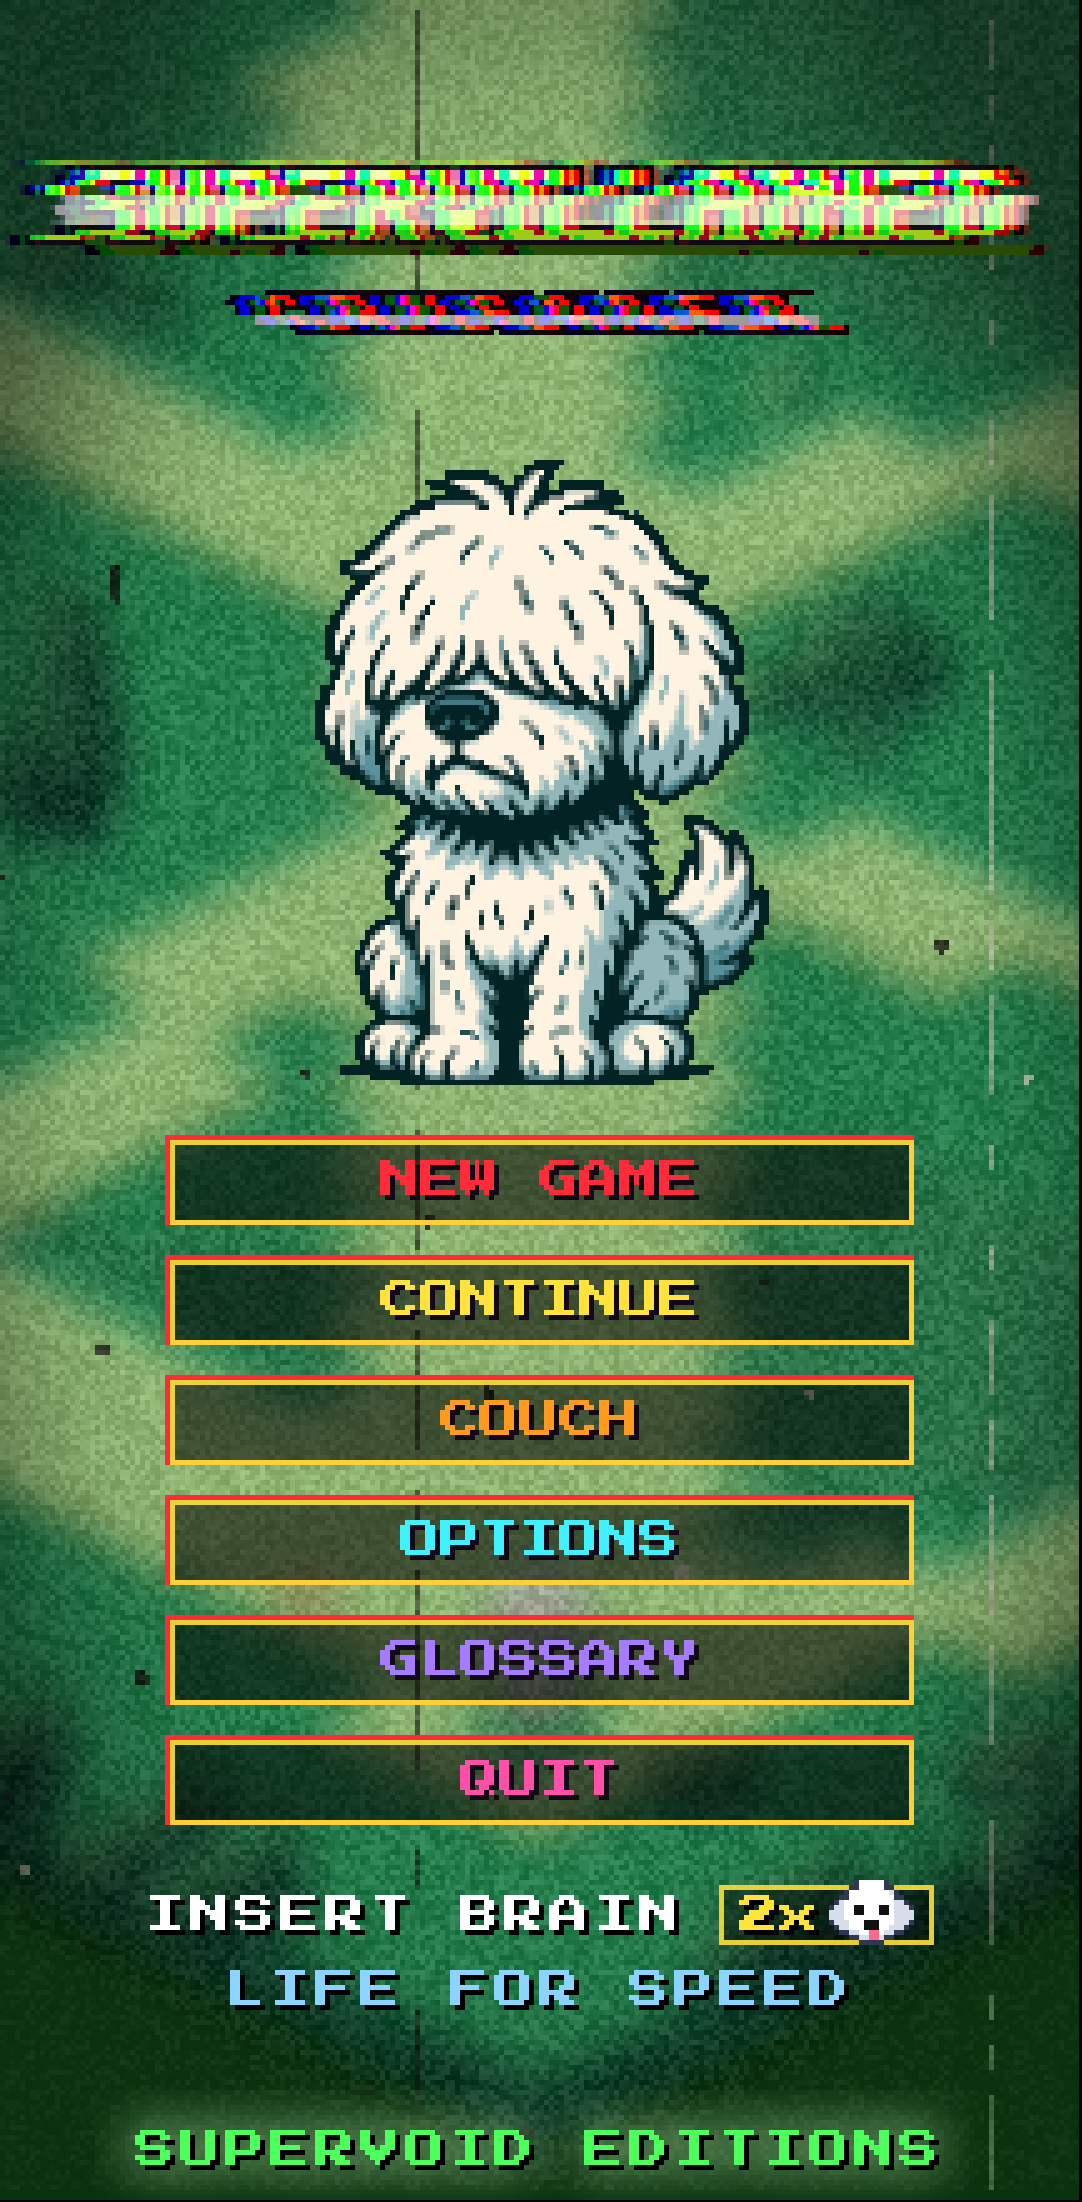 NEW GAME
CONTINUE
COUCH
OPTIONS
GLOSSARY
QUIT
INSERT BRAIN 2x
LIFE FOR SPEED
SUPERVOID EDITIONS